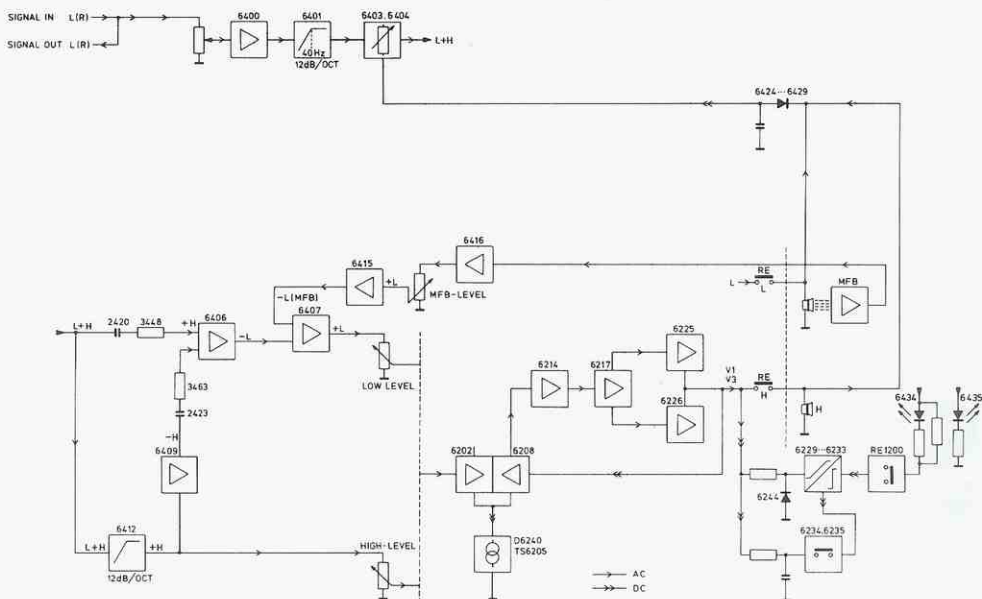 SIGNAL IN L(R)
SIGNAL OUT L(R)
6400
6401
40Hz
12dB/OCT
6403.6404
L+H
6424···6429
6416
6415
+L
MFB-LEVEL
-L(MFB)
6407
+L
LOW LEVEL
L+H
2420
3448
+H
6406
-L
3463
2423
-H
6409
6412
L+H
+H
12dB/OCT
HIGH-LEVEL
RE
L
L
MFB
6225
6214
6217
6226
V1
V3
RE
H
H
6202
6208
D6240
TS6205
6434
6435
6229···6233
RE1200
6244
6234.6235
AC
DC